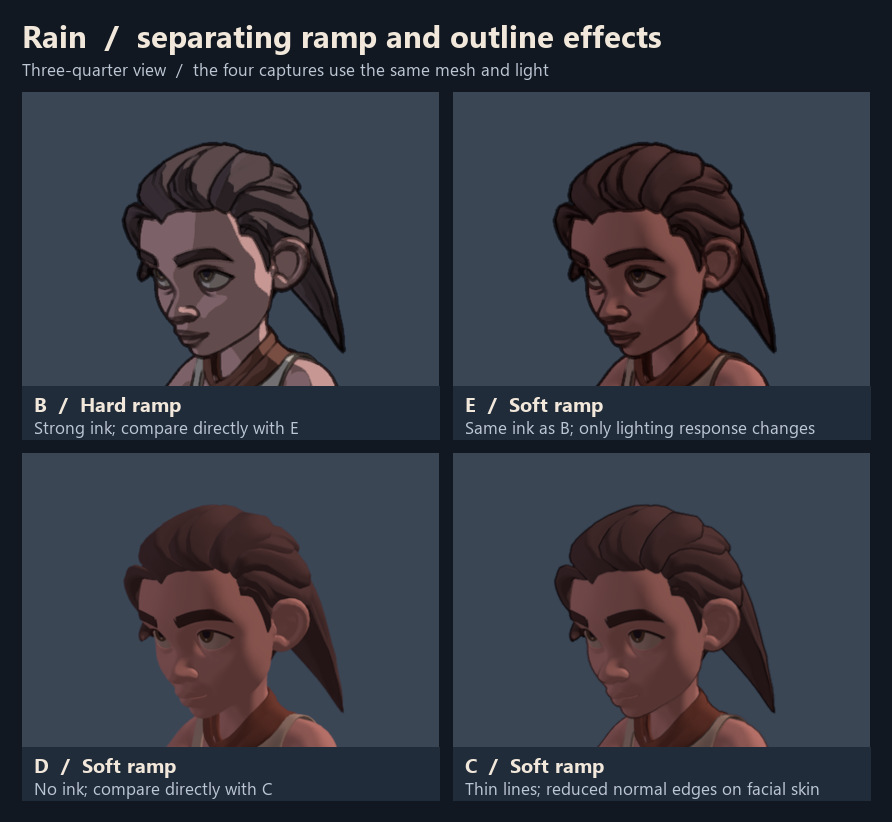 Rain / separating ramp and outline effects
Three-quarter view / the four captures use the same mesh and light
B / Hard ramp
Strong ink; compare directly with E
E / Soft ramp
Same ink as B; only lighting response changes
D / Soft ramp
No ink; compare directly with C
C / Soft ramp
Thin lines; reduced normal edges on facial skin